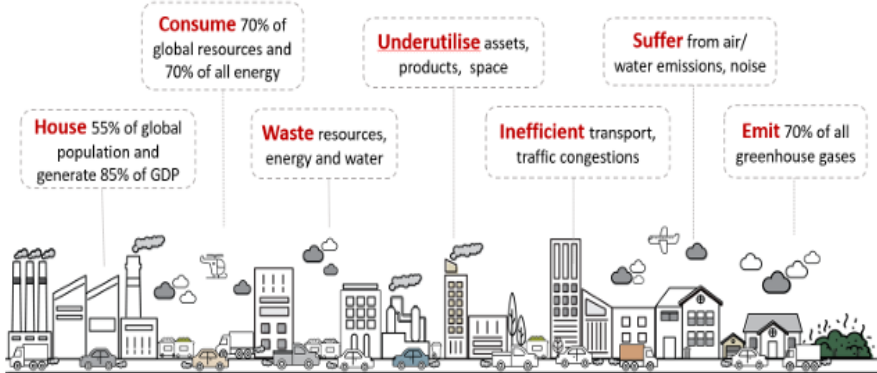 House 55% of global
population and
generate 85% of GDP
Consume 70% of
global resources and
70% of all energy
Waste resources,
energy and water
Underutilise assets,
products, space
Inefficient transport,
traffic congestions
Suffer from air/
water emissions, noise
Emit 70% of all
greenhouse gases